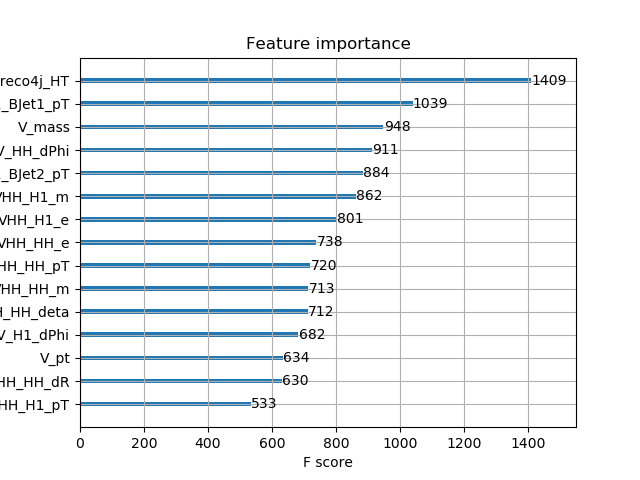 Feature importance
reco4j_HT 1409
_BJet1_pT 1039
V_mass 948
V_HH_dPhi 911
_BJet2_pT 884
VHH_H1_m 862
VHH_H1_e 801
VHH_HH_e 738
HH_HH_pT 720
VHH_HH_m 713
H_HH_deta 712
V_H1_dPhi 682
V_pt 634
HH_HH_dR 630
HH_H1_pT 533
0 200 400 600 800 1000 1200 1400
F score